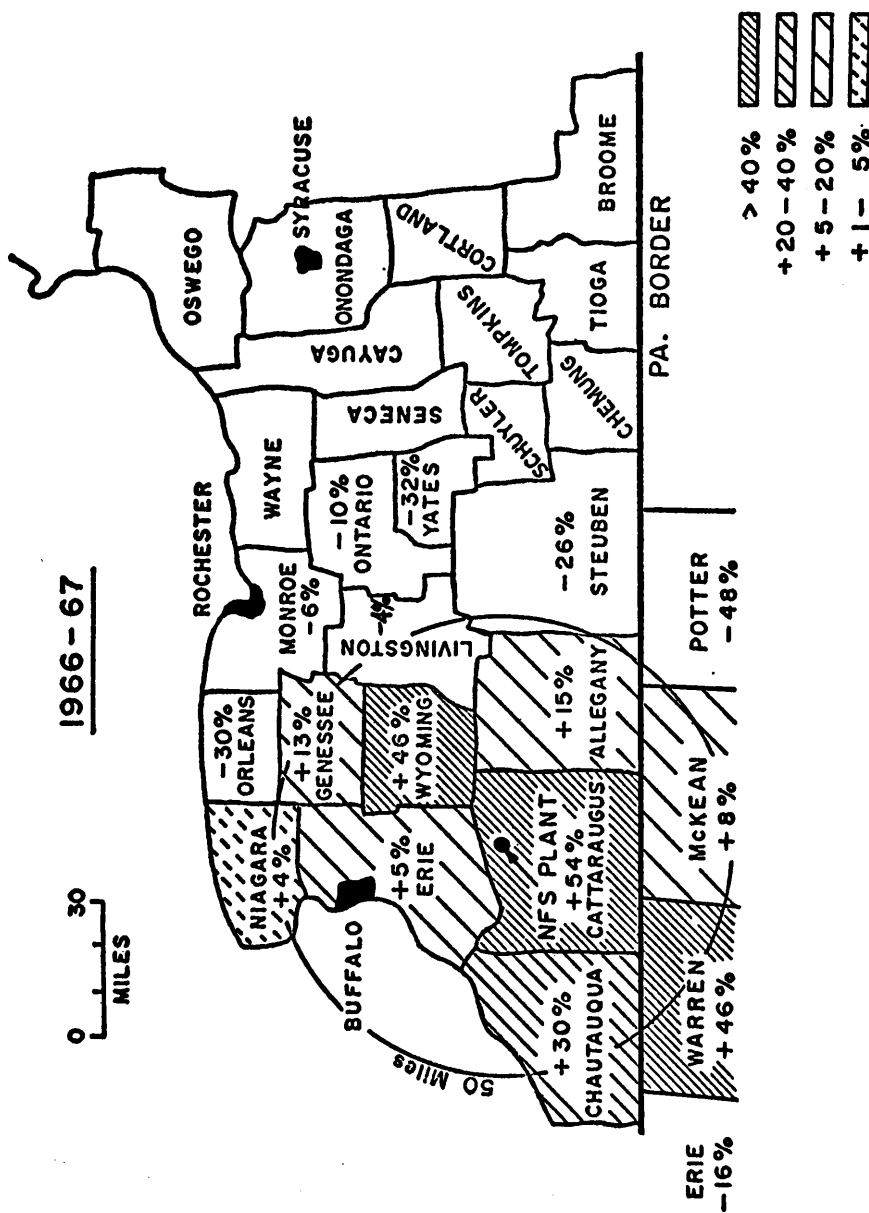 1966-67
0 30
MILES
OSWEGO
ROCHESTER
SYRACUSE
ONONDAGA
WAYNE
CAYUGA
CORTLAND
-30%
ORLEANS
MONROE
-6%
NIAGARA
+4%
+13%
GENESSEE
-10%
ONTARIO
SENECA
TOMPKINS
BROOME
BUFFALO
+5%
ERIE
+46%
WYOMING
LIVINGSTON
-4%
-32%
YATES
SCHUYLER
TIOGA
CHEMUNG
50 Miles
NFS PLANT
+54%
CATTARAUGUS
+15%
ALLEGANY
-26%
STEUBEN
+30%
CHAUTAUQUA
PA. BORDER
ERIE
-16%
WARREN
+46%
McKEAN
+8%
POTTER
-48%
>40%
+20-40%
+5-20%
+1- 5%